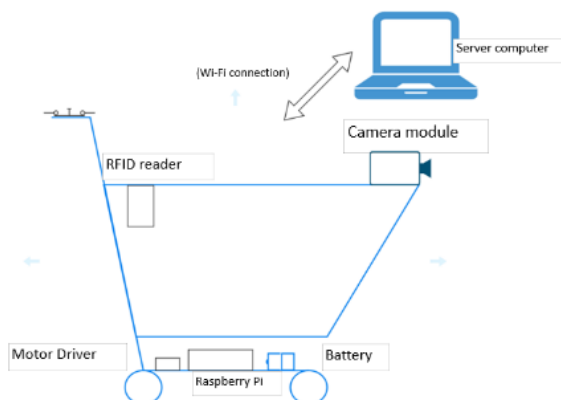 Server computer
(Wi-Fi connection)
Camera module
RFID reader
Motor Driver
Battery
Raspberry Pi